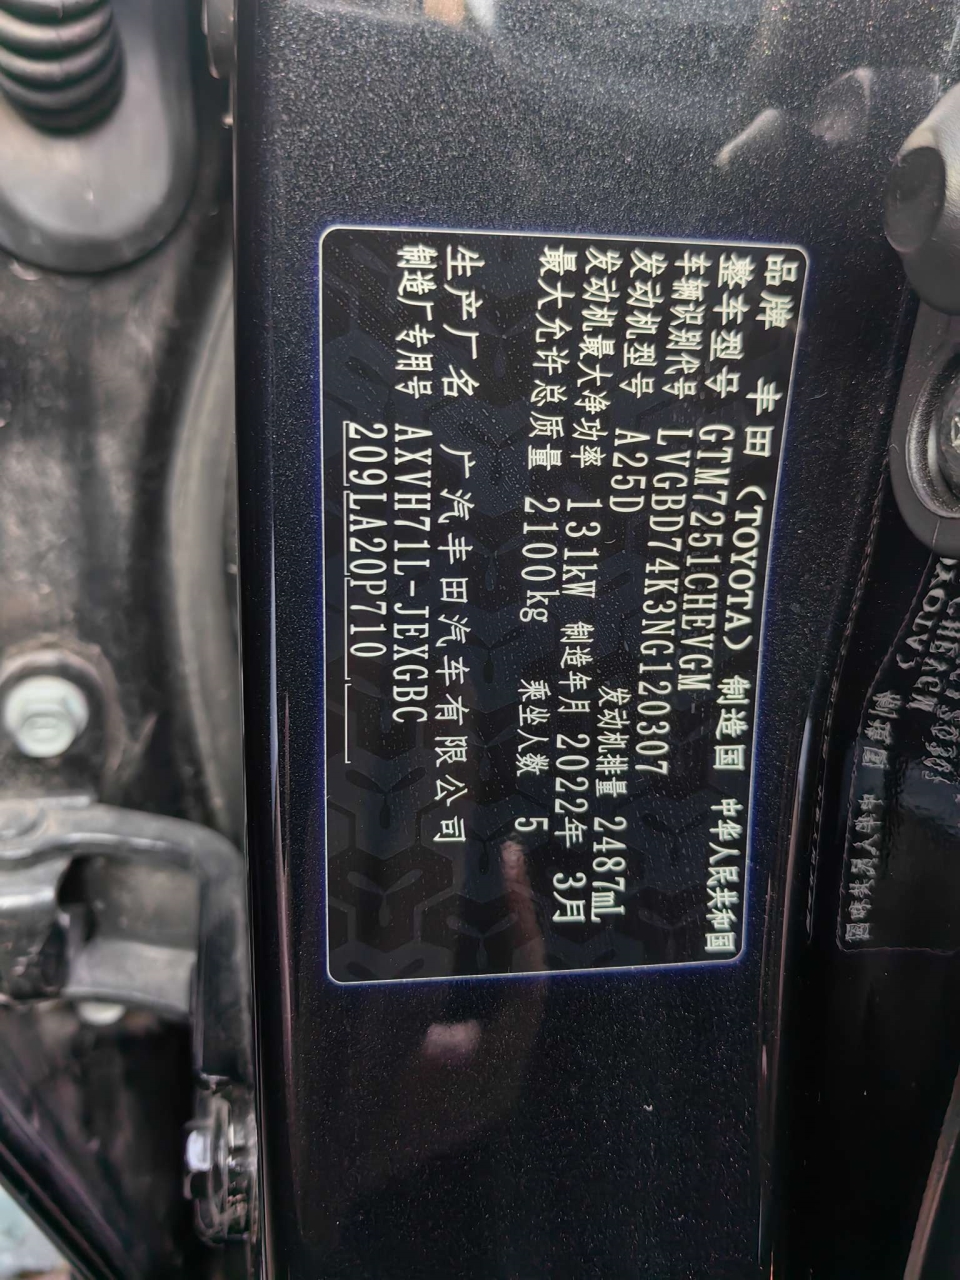 品牌 丰田（TOYOTA） 制造国 中华人民共和国
整车型号 GTM7251CHEVGM
车辆识别代号 LVGBD74K3NG120307
发动机型号 A25D 发动机排量 2487mL
发动机最大净功率 131kW 制造年月 2022年 3月
最大允许总质量 2100kg 乘坐人数 5
生产厂名 广汽丰田汽车有限公司
制造厂专用号 AXVH71L-JEXGBC
209LA20P710